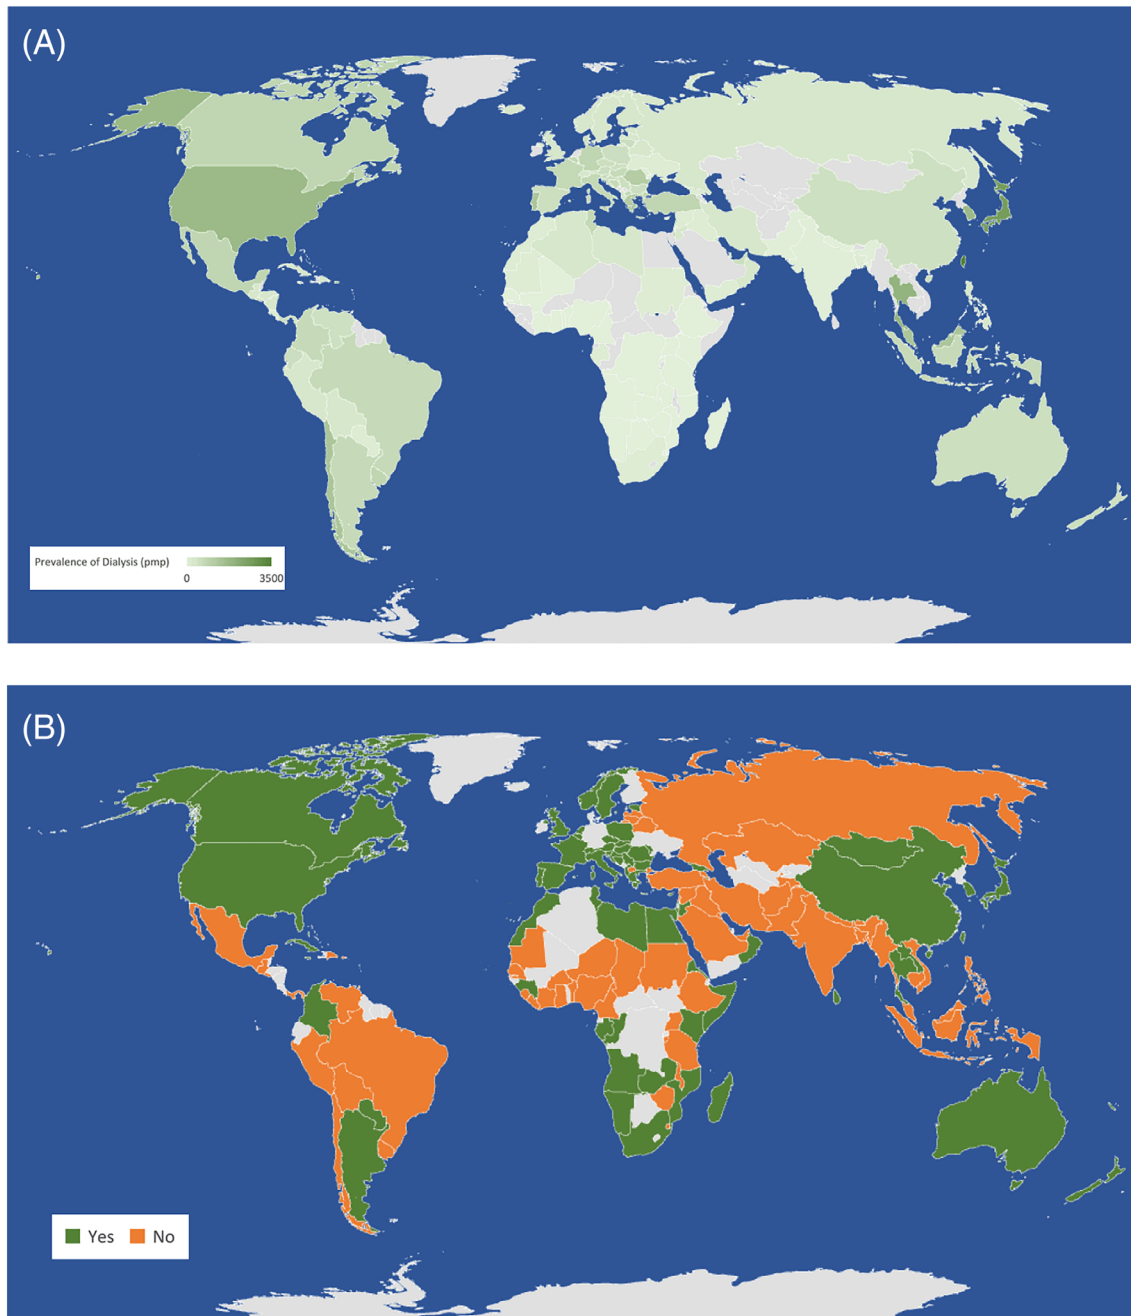 (A)
Prevalence of Dialysis (pmp)
0 3500
(B)
Yes No